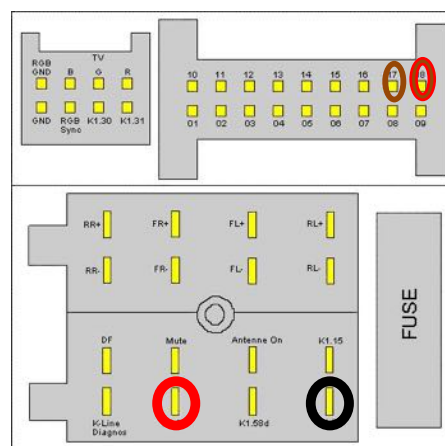 TV
RGB
GND
B
G
R
GND
RGB
Sync
K1.30
K1.31
10
11
12
13
14
15
16
17
18
01
02
03
04
05
06
07
08
09
RR+
FR+
FL+
RL+
RR-
FR-
FL-
RL-
DF
Mute
Antenne On
K1.15
K-Line
Diagnos
K1.58d
FUSE